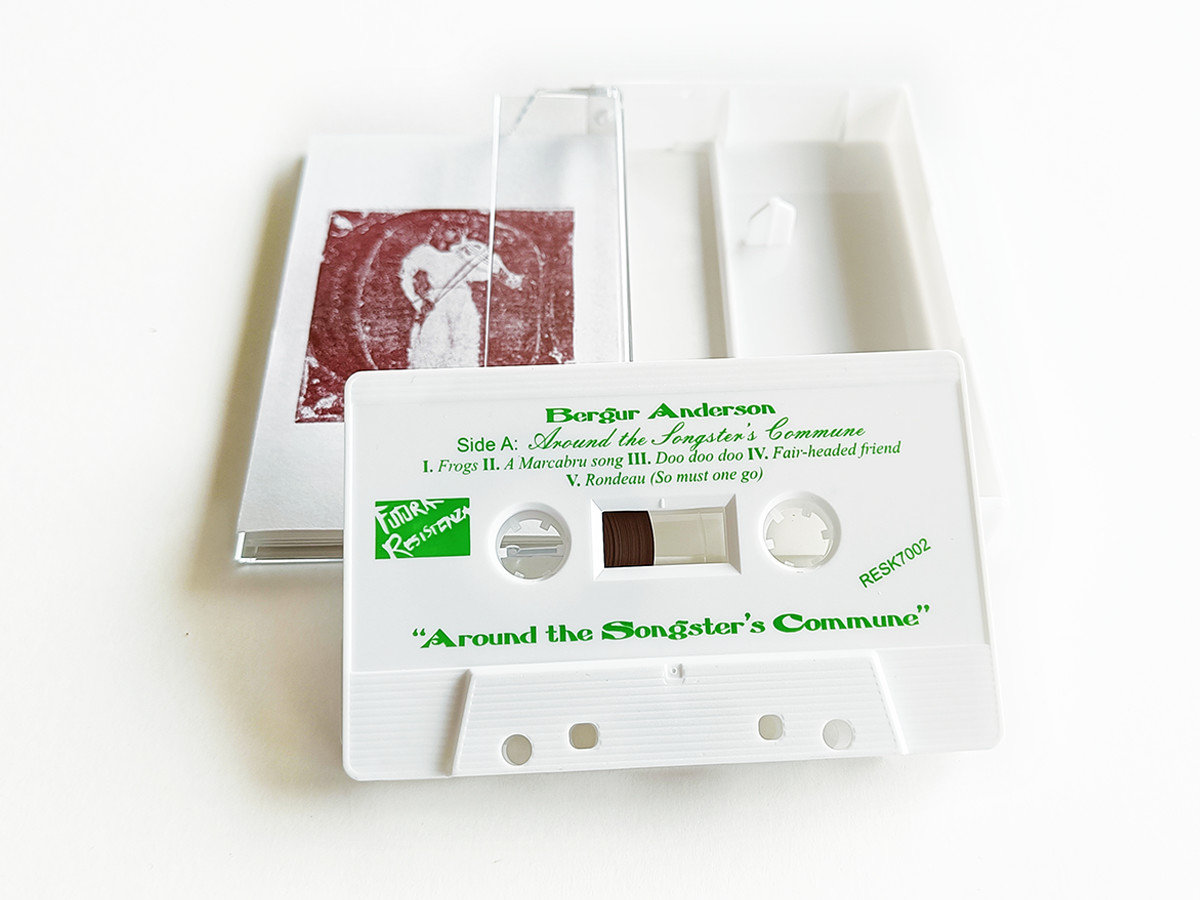 Bergur Anderson
Side A: Around the Songster's Commune
I. Frogs II. A Marcabru song III. Doo doo doo IV. Fair-headed friend
V. Rondeau (So must one go)
FUTURA
RESISTENZA
RESK7002
“Around the Songster's Commune”